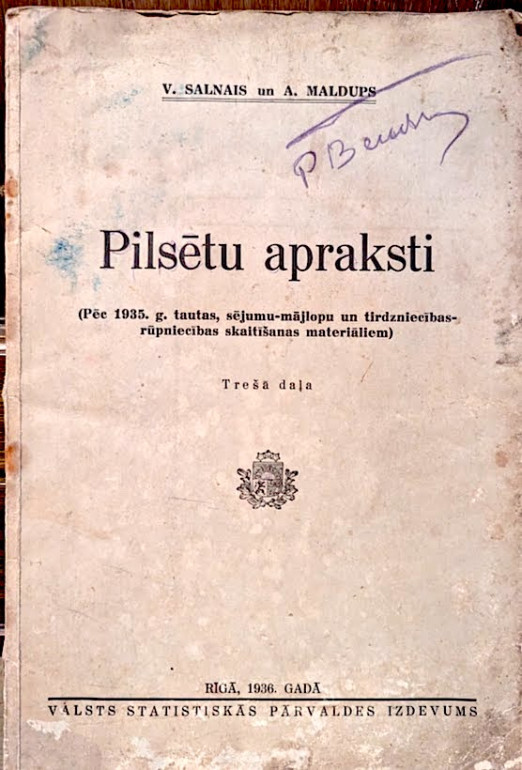 V. SALNAIS un A. MALDUPS
Pilsētu apraksti
(Pēc 1935. g. tautas, sējumu-mājlopu un tirdzniecības-
rūpniecības skaitīšanas materiāliem)
Trešā daļa
RĪGĀ, 1936. GADĀ
VALSTS STATISTISKĀS PĀRVALDES IZDEVUMS